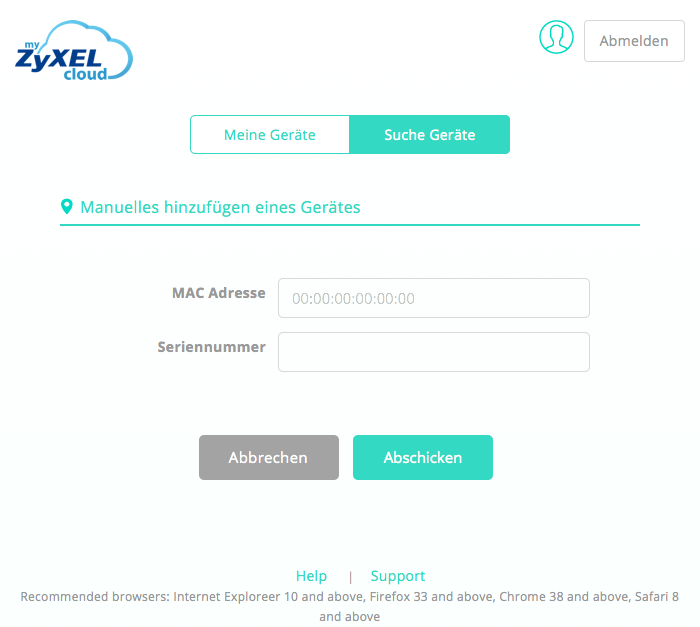 my
ZyXEL
cloud
Abmelden
Meine Geräte
Suche Geräte
Manuelles hinzufügen eines Gerätes
MAC Adresse
00:00:00:00:00:00
Seriennummer
Abbrechen
Abschicken
Help | Support
Recommended browsers: Internet Exploreer 10 and above, Firefox 33 and above, Chrome 38 and above, Safari 8
and above